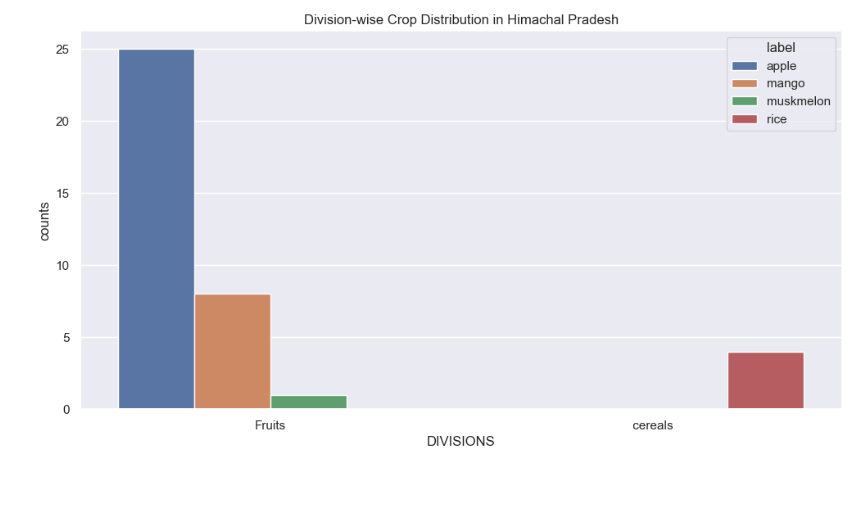 Division-wise Crop Distribution in Himachal Pradesh
label
apple
mango
muskmelon
rice
counts
25
20
15
10
5
0
Fruits
cereals
DIVISIONS